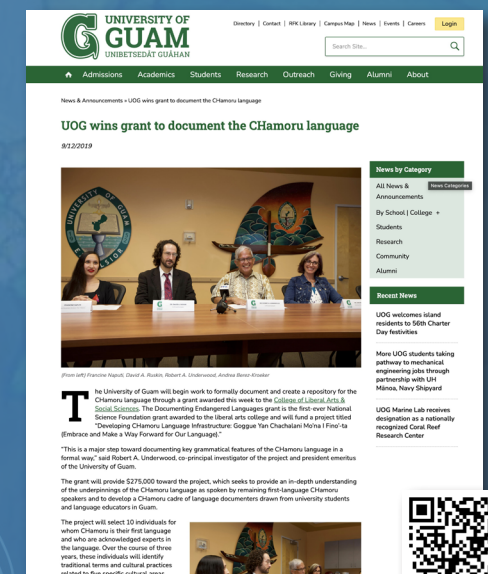 UNIVERSITY OF
GUAM
UNIBETSEDÅT GUÅHAN
Directory | Contact | RFK Library | Campus Map | News | Events | Careers
Login
Search Site...
Admissions Academics Students Research Outreach Giving Alumni About
News & Announcements » UOG wins grant to document the CHamoru language
UOG wins grant to document the CHamoru language
9/12/2019
UNIVERSITY OF
(From left) Francine Naputi, David A. Ruskin, Robert A. Underwood, Andrea Berez-Kroeker
The University of Guam will begin work to formally document and create a repository for the
CHamoru language through a grant awarded this week to the College of Liberal Arts &
Social Sciences. The Documenting Endangered Languages grant is the first-ever National
Science Foundation grant awarded to the liberal arts college and will fund a project titled
"Developing CHamoru Language Infrastructure: Goggue Yan Chachalani Mo'na I Fino'-ta
(Embrace and Make a Way Forward for Our Language)."
"This is a major step toward documenting key grammatical features of the CHamoru language in a
formal way," said Robert A. Underwood, co-principal investigator of the project and president emeritus
of the University of Guam.
The grant will provide $275,000 toward the project, which seeks to provide an in-depth understanding
of the underpinnings of the CHamoru language as spoken by remaining first-language CHamoru
speakers and to develop a CHamoru cadre of language documenters drawn from university students
and language educators in Guam.
The project will select 10 individuals for
whom CHamoru is their first language
and who are acknowledged experts in
the language. Over the course of three
years, these individuals will identify
traditional terms and cultural practices
related to five specific cultural areas
News by Category
All News &
Announcements
News Categories
By School | College +
Students
Research
Community
Alumni
Recent News
UOG welcomes island
residents to 56th Charter
Day festivities
More UOG students taking
pathway to mechanical
engineering jobs through
partnership with UH
Mānoa, Navy Shipyard
UOG Marine Lab receives
designation as a nationally
recognized Coral Reef
Research Center